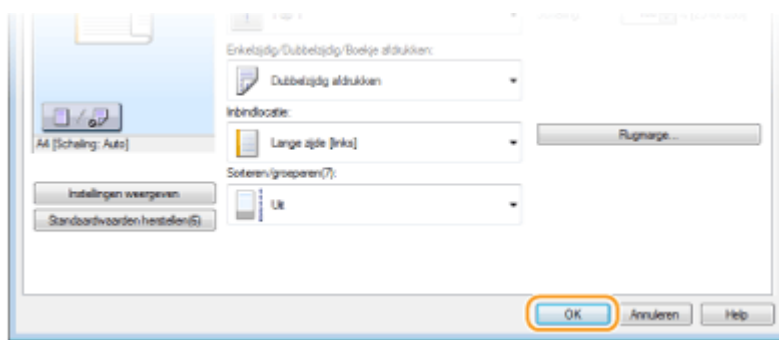 Enkelzijdig/Dubbelzijdig/Boekje afdrukken:
Dubbelzijdig afdrukken
Inbindlocatie:
A4 [Schaling: Auto]
Lange zijde [links]
Rugmarge...
Sorteren/groeperen(7):
Instellingen weergeven
Uit
Standaardwaarden herstellen(6)
OK
Annuleren
Help